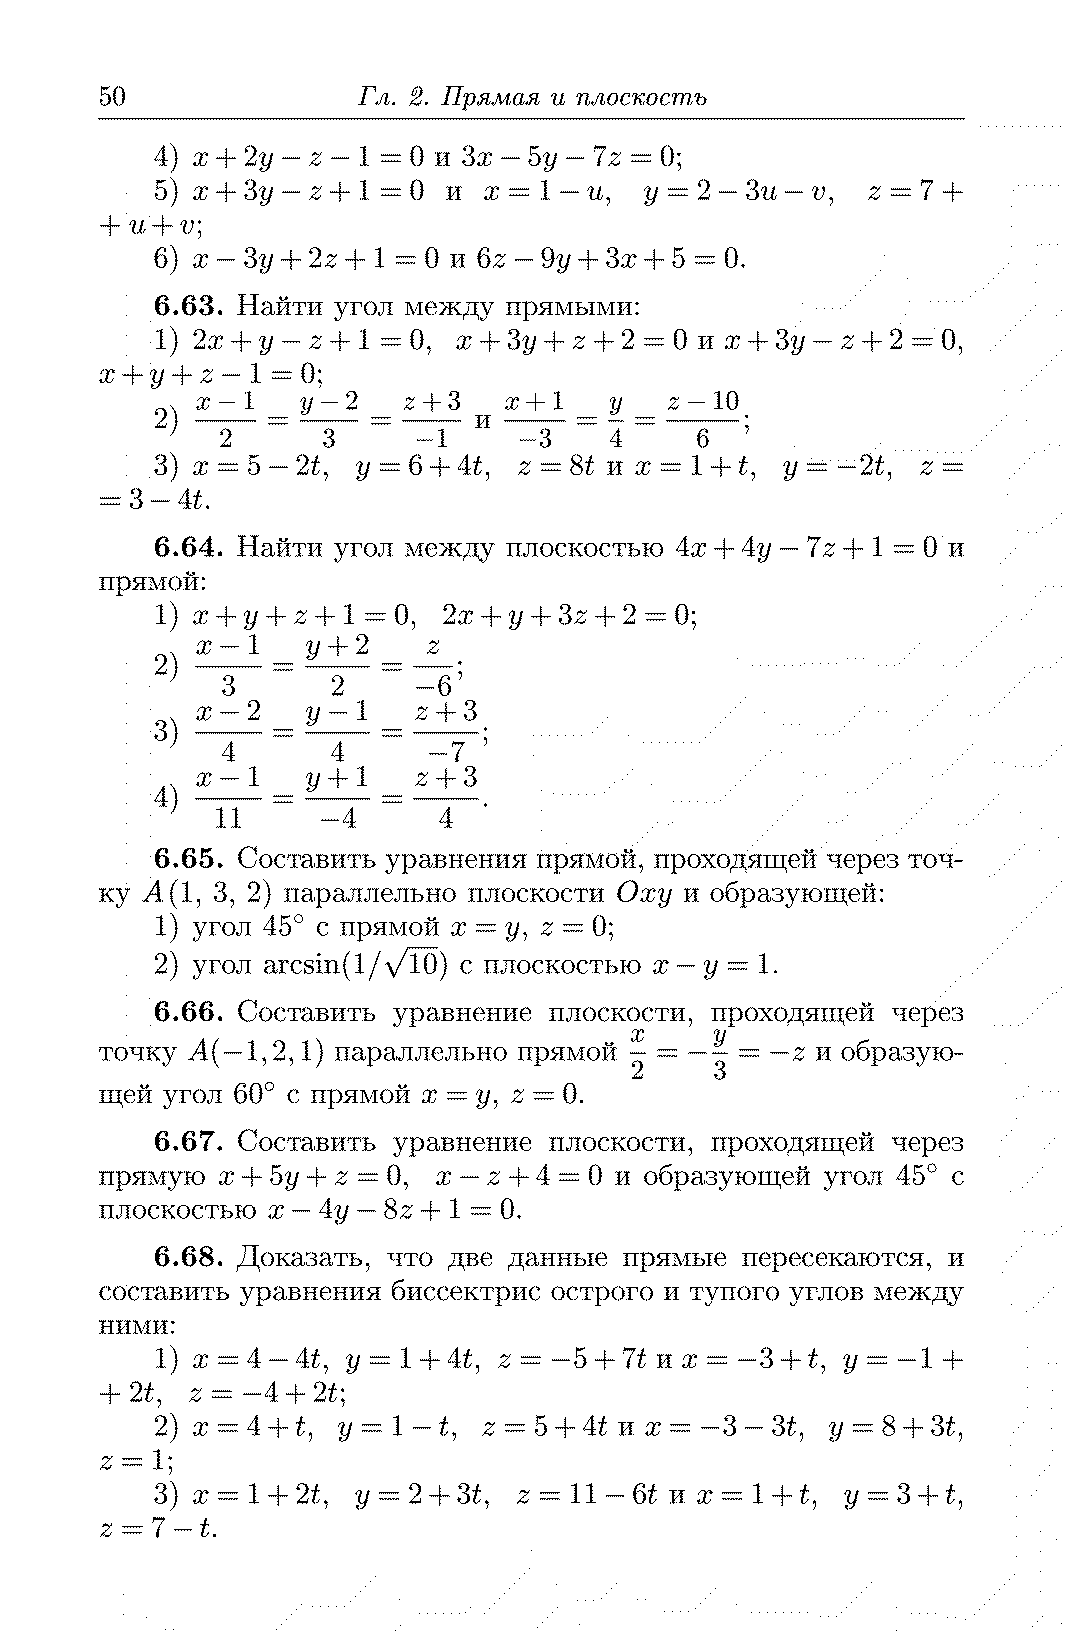 50 Гл. 2. Прямая и плоскость
4) x + 2y − z − 1 = 0 и 3x − 5y − 7z = 0;
5) x + 3y − z + 1 = 0 и x = 1 − u, y = 2 − 3u − v, z = 7 +
+ u + v;
6) x − 3y + 2z + 1 = 0 и 6z − 9y + 3x + 5 = 0.
6.63. Найти угол между прямыми:
1) 2x + y − z + 1 = 0, x + 3y + z + 2 = 0 и x + 3y − z + 2 = 0,
x + y + z − 1 = 0;
2) \frac{x-1}{2} = \frac{y-2}{3} = \frac{z+3}{-1} и \frac{x+1}{-3} = \frac{y}{4} = \frac{z-10}{6};
3) x = 5 − 2t, y = 6 + 4t, z = 8t и x = 1 + t, y = −2t, z =
= 3 − 4t.
6.64. Найти угол между плоскостью 4x + 4y − 7z + 1 = 0 и
прямой:
1) x + y + z + 1 = 0, 2x + y + 3z + 2 = 0;
2) \frac{x-1}{3} = \frac{y+2}{2} = \frac{z}{-6};
3) \frac{x-2}{4} = \frac{y-1}{4} = \frac{z+3}{-7};
4) \frac{x-1}{11} = \frac{y+1}{-4} = \frac{z+3}{4}.
6.65. Составить уравнения прямой, проходящей через точ-
ку A(1, 3, 2) параллельно плоскости Oxy и образующей:
1) угол 45° с прямой x = y, z = 0;
2) угол arcsin(1/√10) с плоскостью x − y = 1.
6.66. Составить уравнение плоскости, проходящей через
точку A(−1, 2, 1) параллельно прямой \frac{x}{2} = −\frac{y}{3} = −z и образую-
щей угол 60° с прямой x = y, z = 0.
6.67. Составить уравнение плоскости, проходящей через
прямую x + 5y + z = 0, x − z + 4 = 0 и образующей угол 45° с
плоскостью x − 4y − 8z + 1 = 0.
6.68. Доказать, что две данные прямые пересекаются, и
составить уравнения биссектрис острого и тупого углов между
ними:
1) x = 4 − 4t, y = 1 + 4t, z = −5 + 7t и x = −3 + t, y = −1 +
+ 2t, z = −4 + 2t;
2) x = 4 + t, y = 1 − t, z = 5 + 4t и x = −3 − 3t, y = 8 + 3t,
z = 1;
3) x = 1 + 2t, y = 2 + 3t, z = 11 − 6t и x = 1 + t, y = 3 + t,
z = 7 − t.